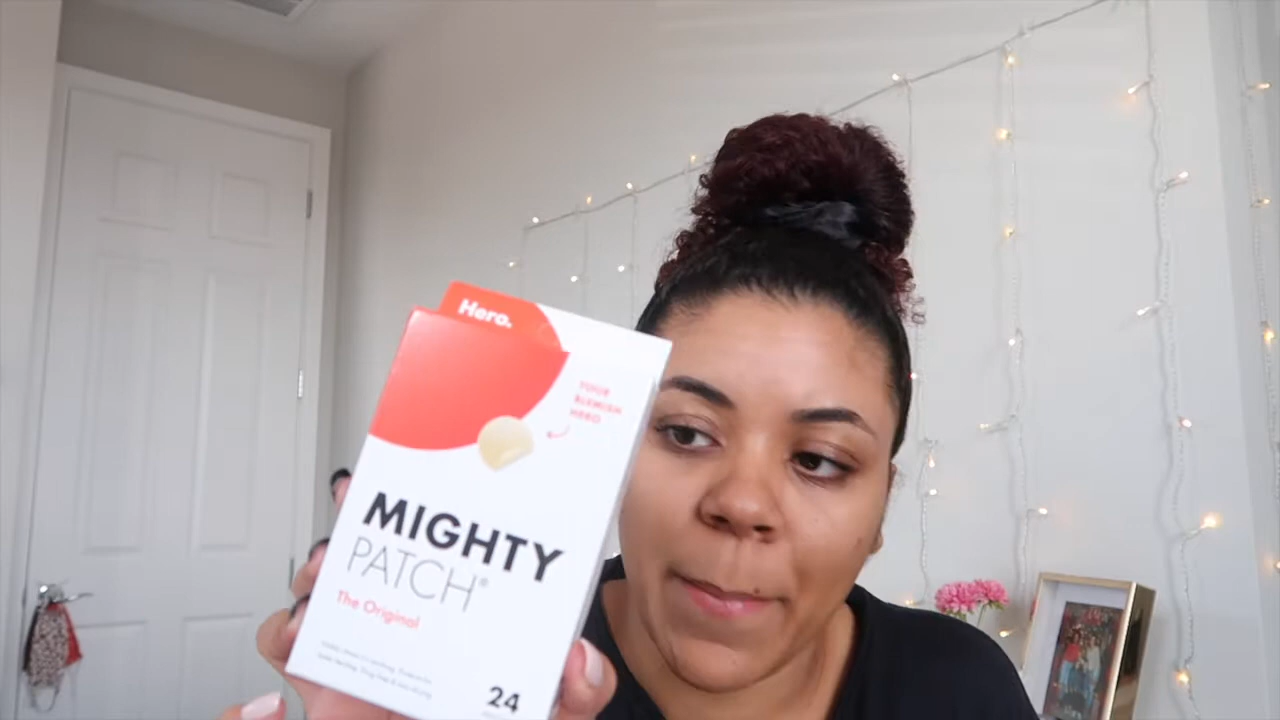 Hero.
YOUR
BLEMISH
HERO
MIGHTY
PATCH®
The Original
24